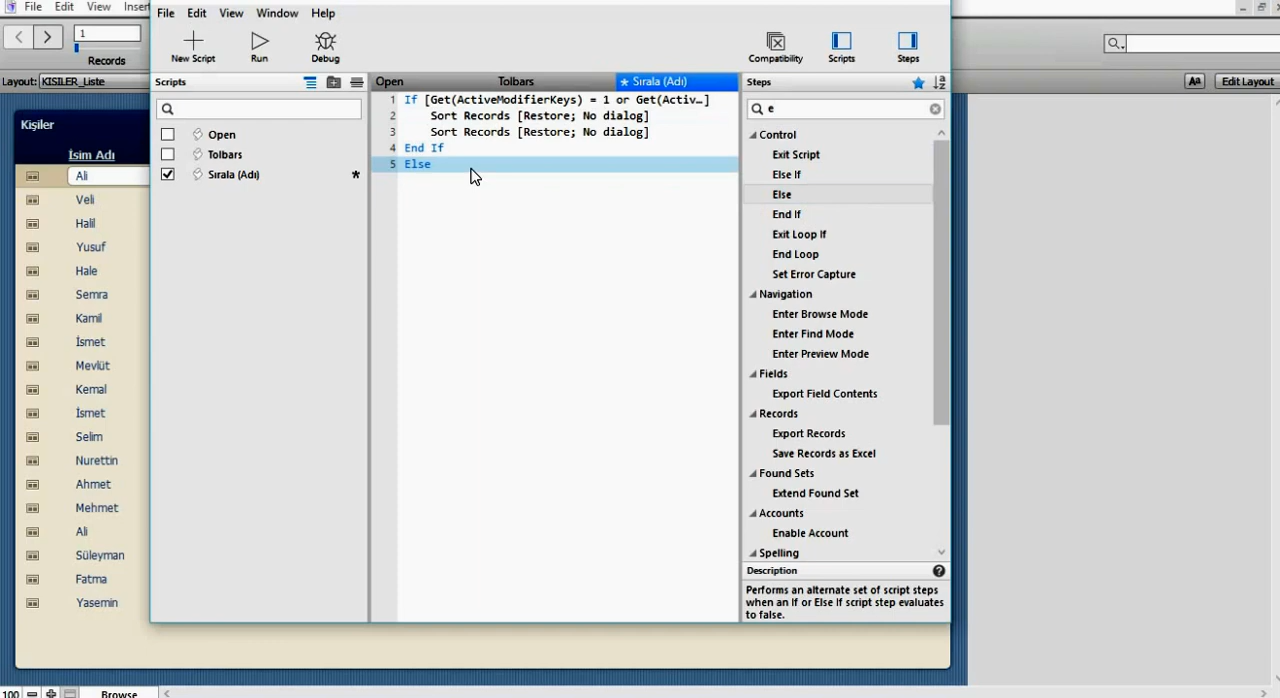 File Edit View Insert
File Edit View Window Help
1
Records
New Script Run Debug Compatibility Scripts Steps
Layout: KISILER_Liste
Aa Edit Layout
Scripts
Open Tolbars * Sırala (Adı)
Steps
e
Open
Tolbars
Sırala (Adı) *
1 If [Get(ActiveModifierKeys) = 1 or Get(Activ…]
2 Sort Records [Restore; No dialog]
3 Sort Records [Restore; No dialog]
4 End If
5 Else
Control
Exit Script
Else If
Else
End If
Exit Loop If
End Loop
Set Error Capture
Navigation
Enter Browse Mode
Enter Find Mode
Enter Preview Mode
Fields
Export Field Contents
Records
Export Records
Save Records as Excel
Found Sets
Extend Found Set
Accounts
Enable Account
Spelling
Description
Performs an alternate set of script steps
when an If or Else If script step evaluates
to false.
Kişiler
İsim Adı
Ali
Veli
Halil
Yusuf
Hale
Semra
Kamil
İsmet
Mevlüt
Kemal
İsmet
Selim
Nurettin
Ahmet
Mehmet
Ali
Süleyman
Fatma
Yasemin
100 Browse